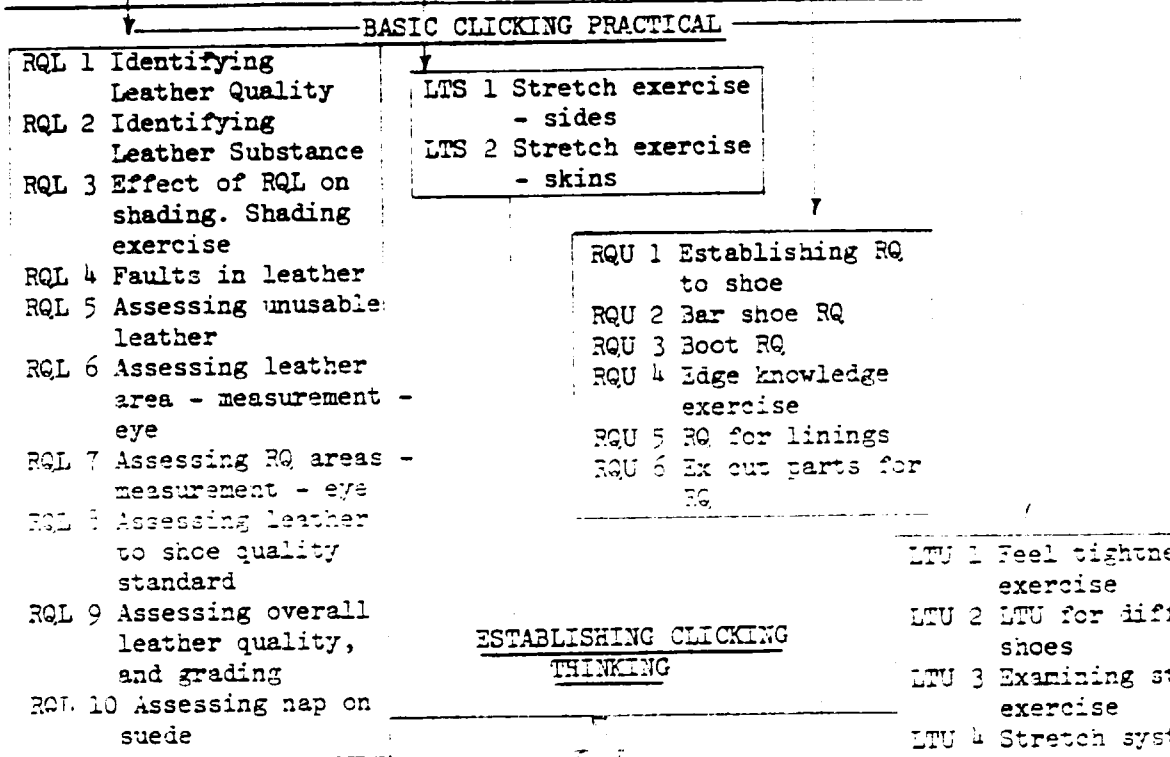 BASIC CLICKING PRACTICAL
RQL 1 Identifying
Leather Quality
RQL 2 Identifying
Leather Substance
RQL 3 Effect of RQL on
shading. Shading
exercise
RQL 4 Faults in leather
RQL 5 Assessing unusable
leather
RQL 6 Assessing leather
area - measurement -
eye
RQL 7 Assessing RQ areas -
measurement - eye
RQL 8 Assessing leather
to shoe quality
standard
RQL 9 Assessing overall
leather quality,
and grading
RQL 10 Assessing nap on
suede
LTS 1 Stretch exercise
- sides
LTS 2 Stretch exercise
- skins
RQU 1 Establishing RQ
to shoe
RQU 2 Bar shoe RQ
RQU 3 Boot RQ
RQU 4 Edge knowledge
exercise
RQU 5 RQ for linings
RQU 6 Ex cut parts for
RQ
ESTABLISHING CLICKING
THINKING
LTU 1 Feel tightne
exercise
LTU 2 LTU for diff
shoes
LTU 3 Examining st
exercise
LTU 4 Stretch syst